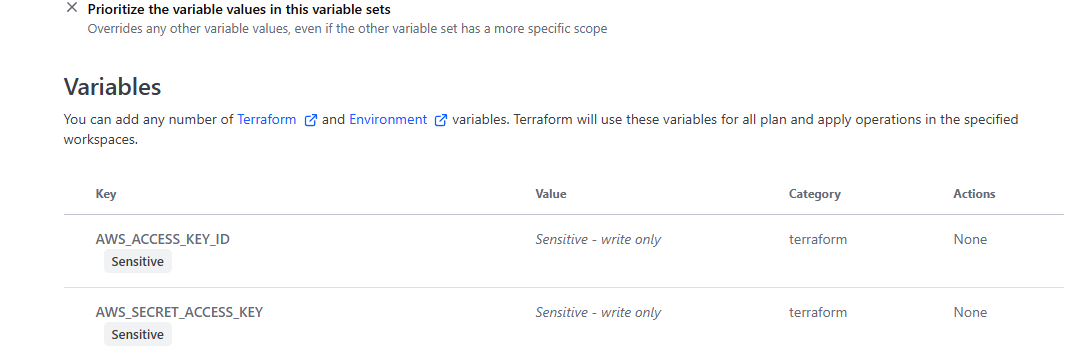 Prioritize the variable values in this variable sets
Overrides any other variable values, even if the other variable set has a more specific scope
Variables
You can add any number of Terraform and Environment variables. Terraform will use these variables for all plan and apply operations in the specified
workspaces.
Key Value Category Actions
AWS_ACCESS_KEY_ID Sensitive - write only terraform None
Sensitive
AWS_SECRET_ACCESS_KEY Sensitive - write only terraform None
Sensitive